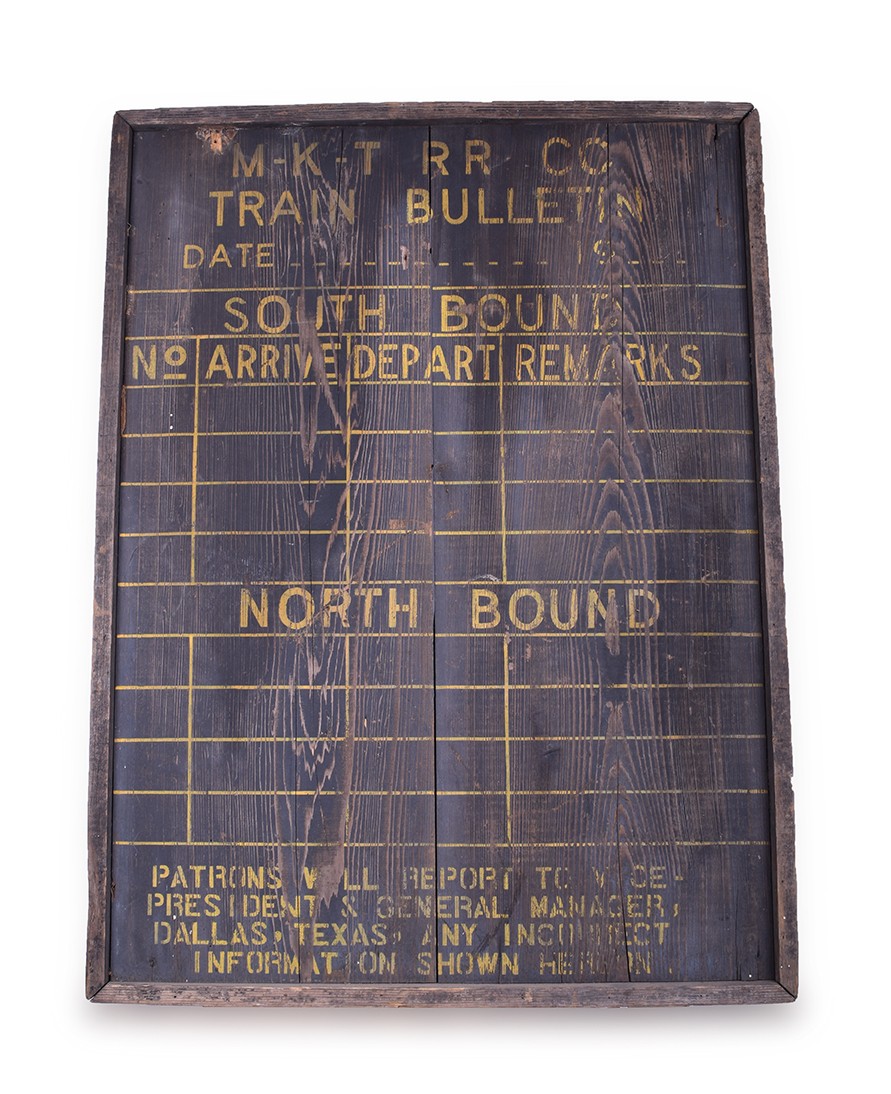 M-K-T RR CO
TRAIN BULLETIN
DATE _ _ _ _ _ _ _ _ _ _ _ _ 19 _ _ _
SOUTH BOUND
No ARRIVE DEPART REMARKS
NORTH BOUND
PATRONS WILL REPORT TO VICE-
PRESIDENT & GENERAL MANAGER,
DALLAS, TEXAS, ANY INCORRECT
INFORMATION SHOWN HEREON.